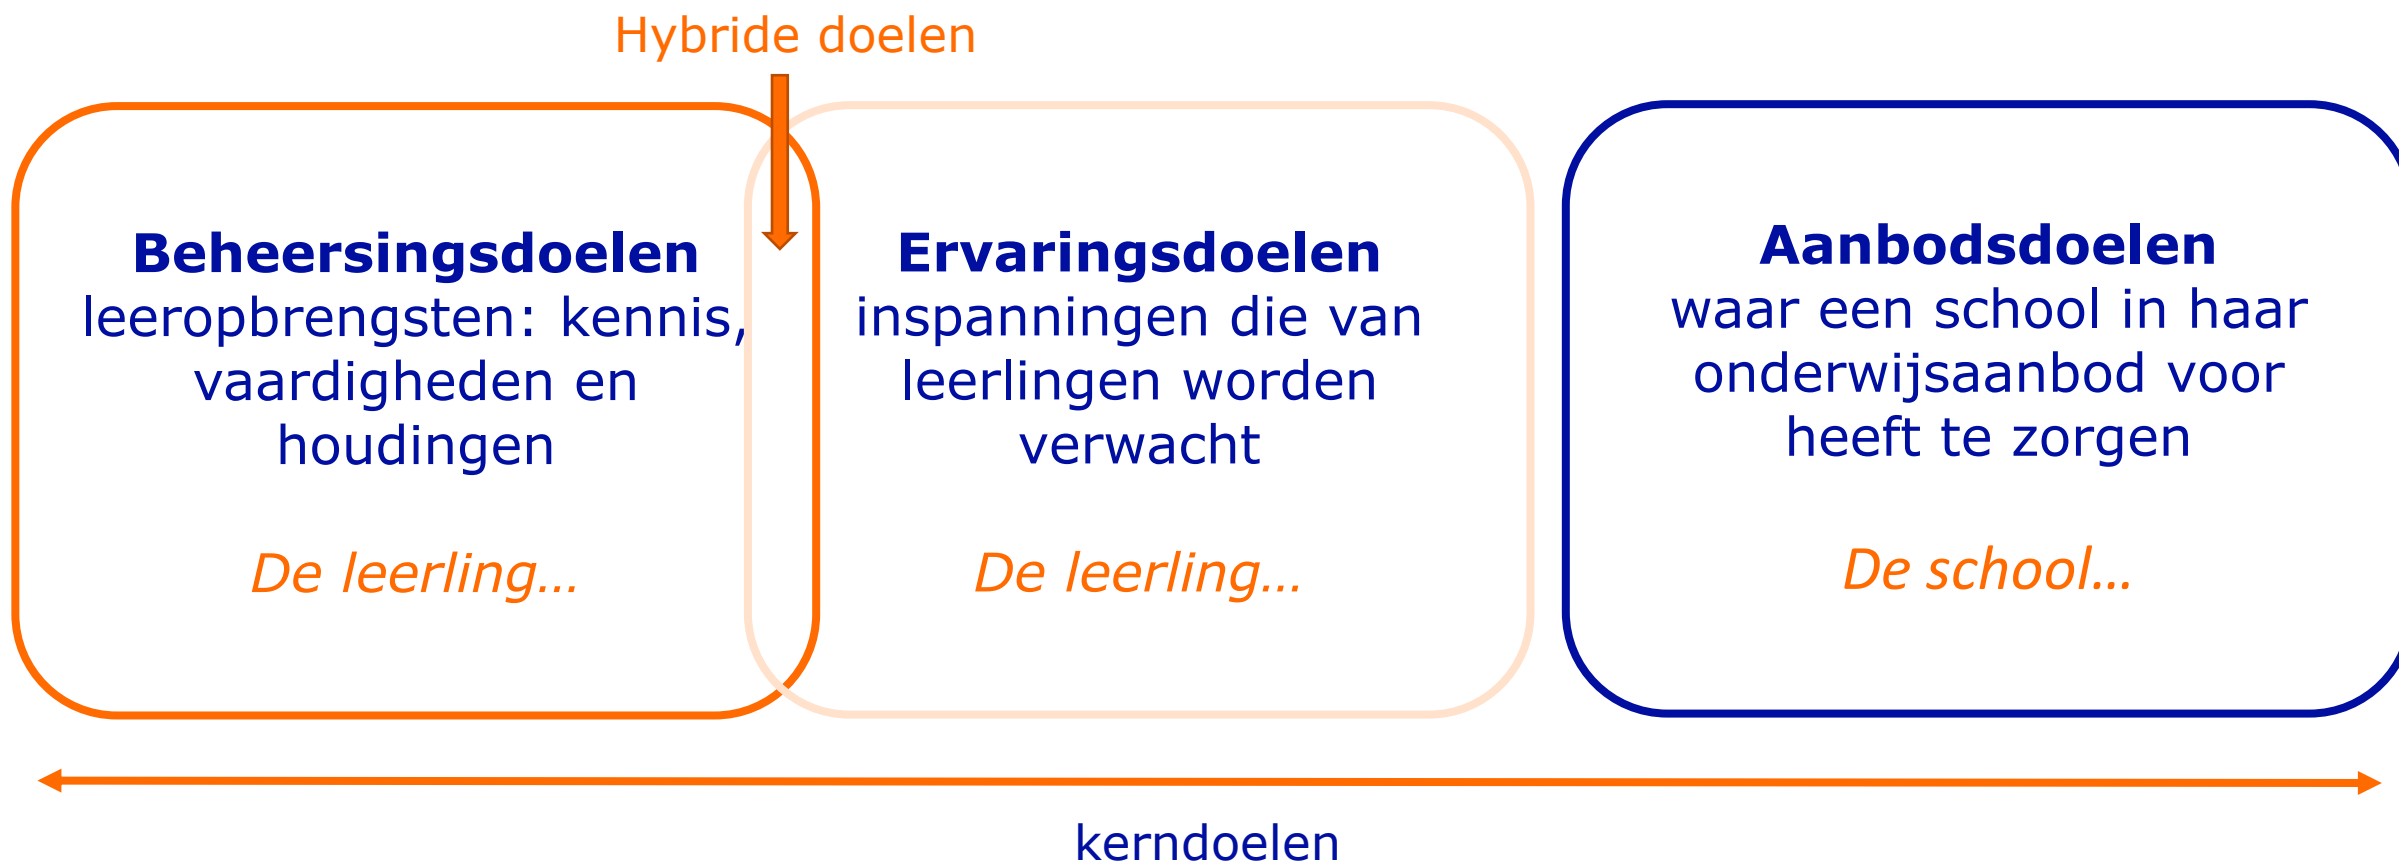 Hybride doelen
Beheersingsdoelen
leeropbrengsten: kennis,
vaardigheden en
houdingen
De leerling…
Ervaringsdoelen
inspanningen die van
leerlingen worden
verwacht
De leerling…
Aanbodsdoelen
waar een school in haar
onderwijsaanbod voor
heeft te zorgen
De school…
kerndoelen